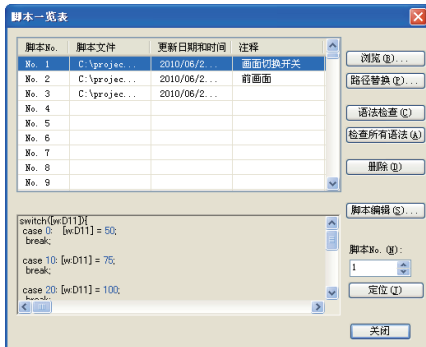 脚本一览表
脚本No. 脚本文件 更新日期和时间 注释
No. 1 C:\projec... 2010/06/2... 画面切换开关
No. 2 C:\projec... 2010/06/2... 前画面
No. 3 C:\projec... 2010/06/2...
No. 4
No. 5
No. 6
No. 7
No. 8
No. 9
浏览(B)...
路径替换(P)...
语法检查(C)
检查所有语法(A)
删除(D)
脚本编辑(S)...
脚本No. (N):
1
定位(J)
关闭
switch([w:D11]){
case 0: [w:D11] = 50;
break;
case 10: [w:D11] = 75;
break;
case 20: [w:D11] = 100;
break;